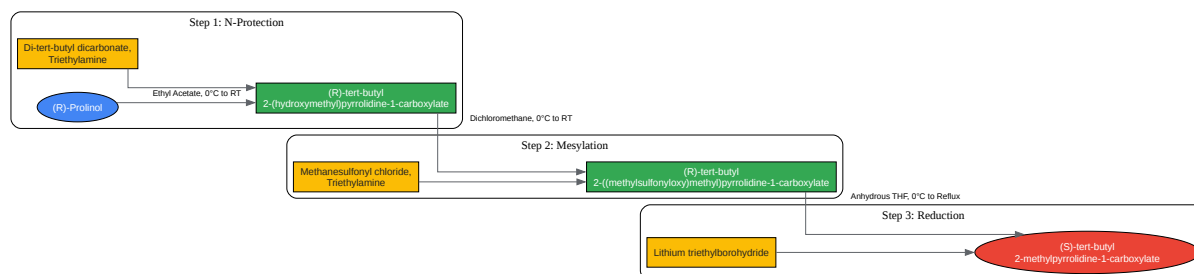 Step 1: N-Protection
Di-tert-butyl dicarbonate,
Triethylamine
Ethyl Acetate, 0°C to RT
(R)-Prolinol
(R)-tert-butyl
2-(hydroxymethyl)pyrrolidine-1-carboxylate
Dichloromethane, 0°C to RT
Step 2: Mesylation
Methanesulfonyl chloride,
Triethylamine
(R)-tert-butyl
2-((methylsulfonyloxy)methyl)pyrrolidine-1-carboxylate
Anhydrous THF, 0°C to Reflux
Step 3: Reduction
Lithium triethylborohydride
(S)-tert-butyl
2-methylpyrrolidine-1-carboxylate